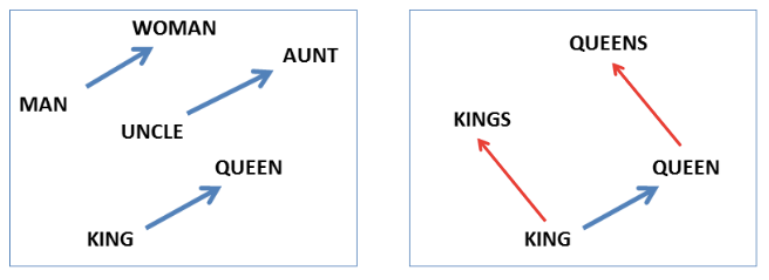 WOMAN
AUNT
MAN
UNCLE
QUEEN
KING
QUEENS
KINGS
QUEEN
KING